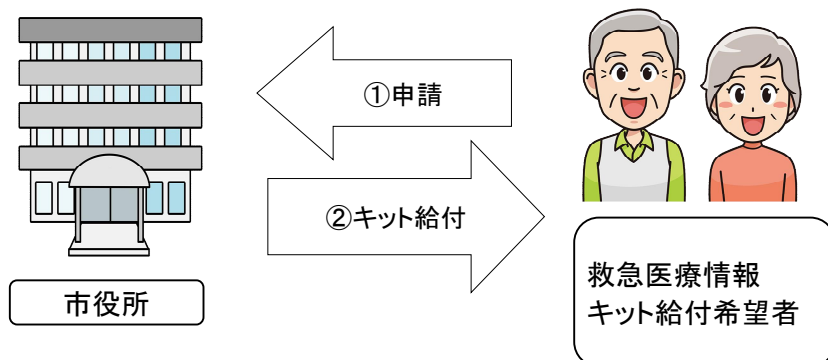 ①申請
②キット給付
市役所
救急医療情報
キット給付希望者